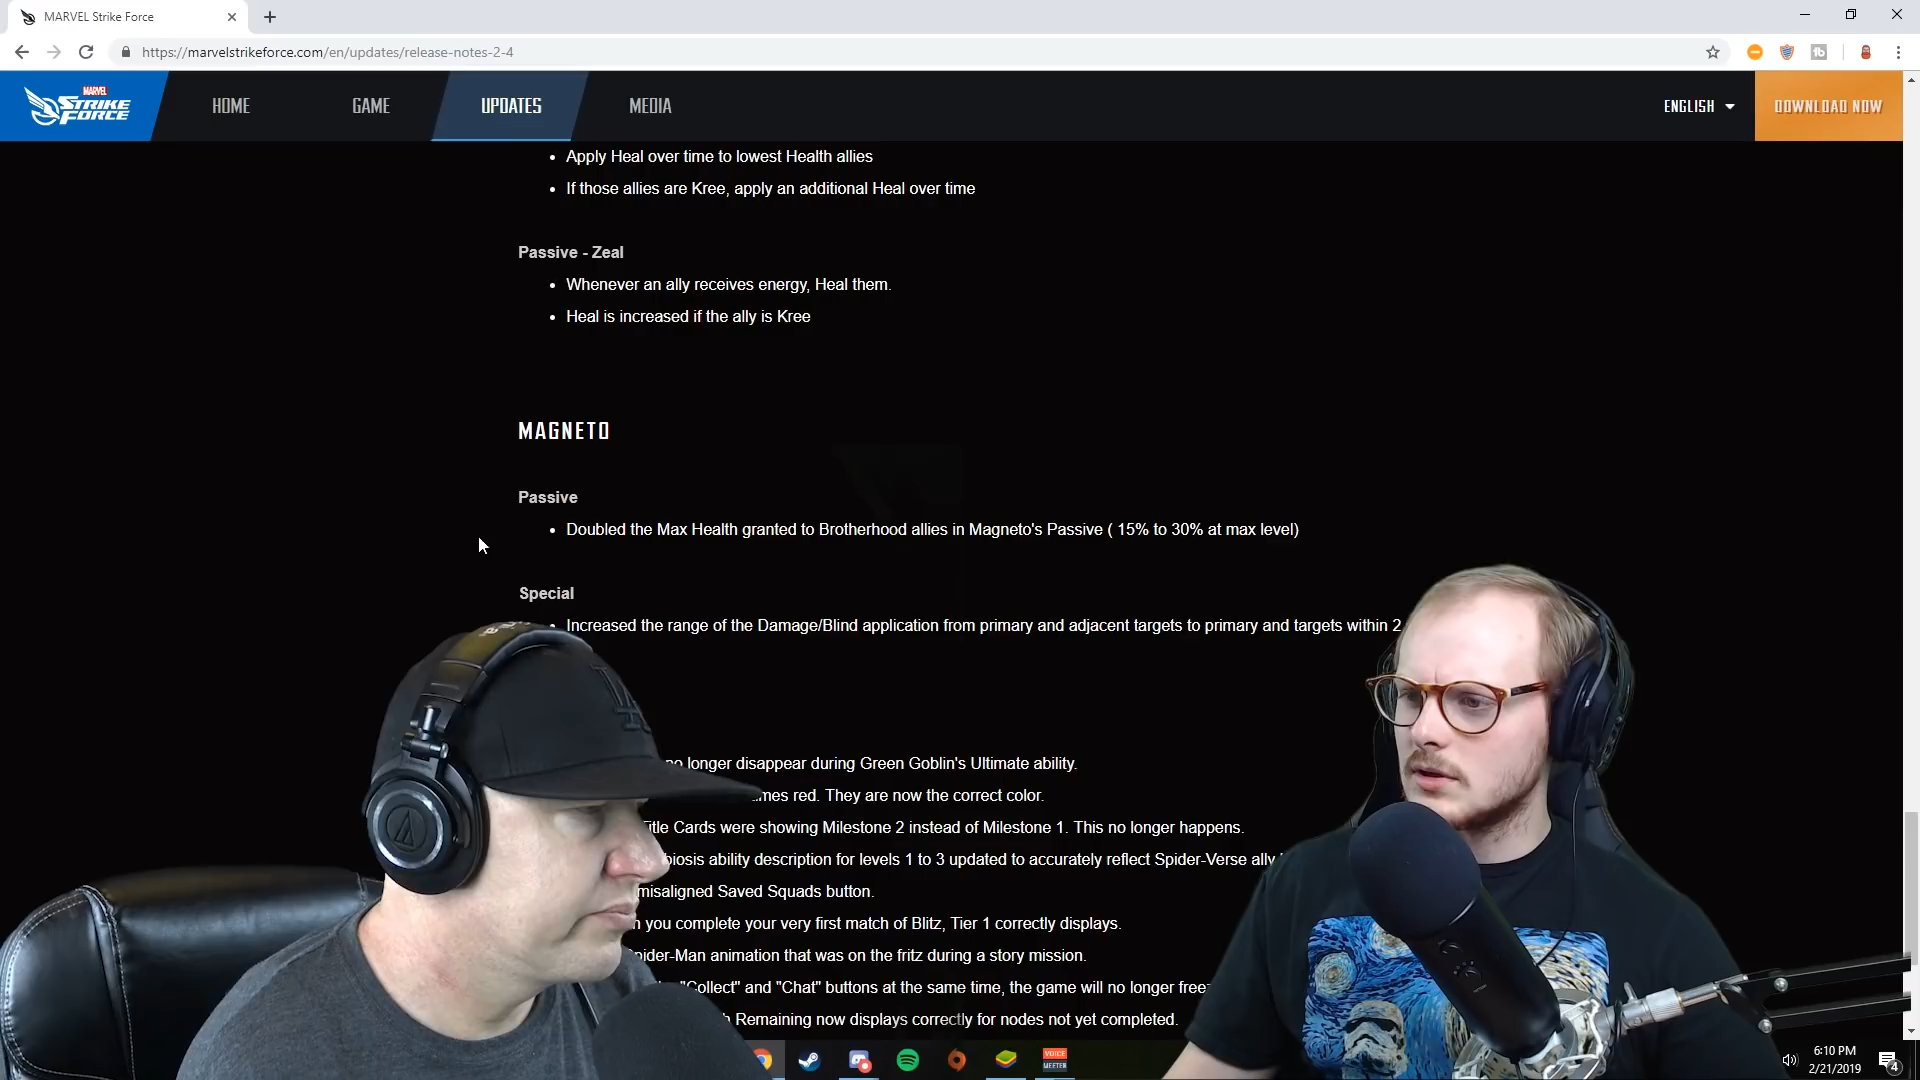 MARVEL Strike Force
https://marvelstrikeforce.com/en/updates/release-notes-2-4
MARVEL
STRIKE
FORCE
HOME
GAME
UPDATES
MEDIA
ENGLISH
DOWNLOAD NOW
• Apply Heal over time to lowest Health allies
• If those allies are Kree, apply an additional Heal over time
Passive - Zeal
• Whenever an ally receives energy, Heal them.
• Heal is increased if the ally is Kree
MAGNETO
Passive
• Doubled the Max Health granted to Brotherhood allies in Magneto's Passive ( 15% to 30% at max level)
Special
• Increased the range of the Damage/Blind application from primary and adjacent targets to primary and targets within 2
no longer disappear during Green Goblin's Ultimate ability.
red. They are now the correct color.
Title Cards were showing Milestone 2 instead of Milestone 1. This no longer happens.
ability description for levels 1 to 3 updated to accurately reflect Spider-Verse ally
misaligned Saved Squads button.
you complete your very first match of Blitz, Tier 1 correctly displays.
animation that was on the fritz during a story mission.
"Collect" and "Chat" buttons at the same time, the game will no longer
Remaining now displays correctly for nodes not yet completed.
VOICE
MEETER
6:10 PM
2/21/2019
4